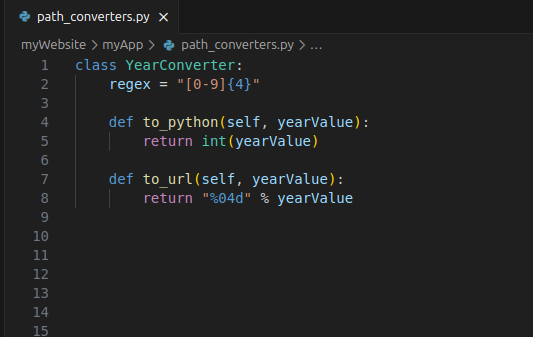 path_converters.py ×
myWebsite > myApp > path_converters.py > ...
1 class YearConverter:
2     regex = "[0-9]{4}"
3
4     def to_python(self, yearValue):
5         return int(yearValue)
6
7     def to_url(self, yearValue):
8         return "%04d" % yearValue
9
10
11
12
13
14
15